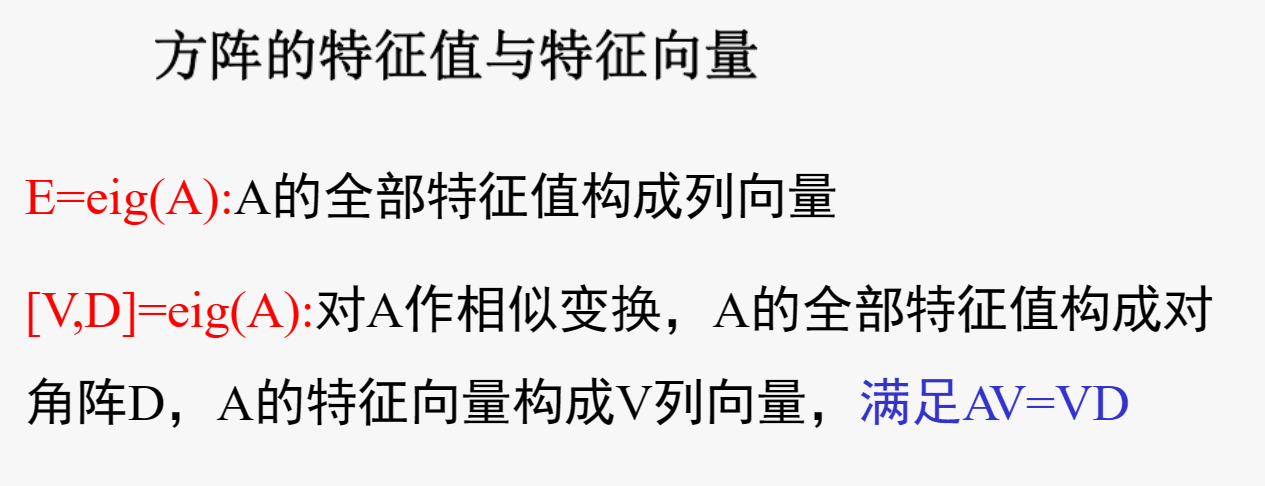 方阵的特征值与特征向量
E=eig(A):A的全部特征值构成列向量
[V,D]=eig(A):对A作相似变换，A的全部特征值构成对
角阵D，A的特征向量构成V列向量，满足AV=VD